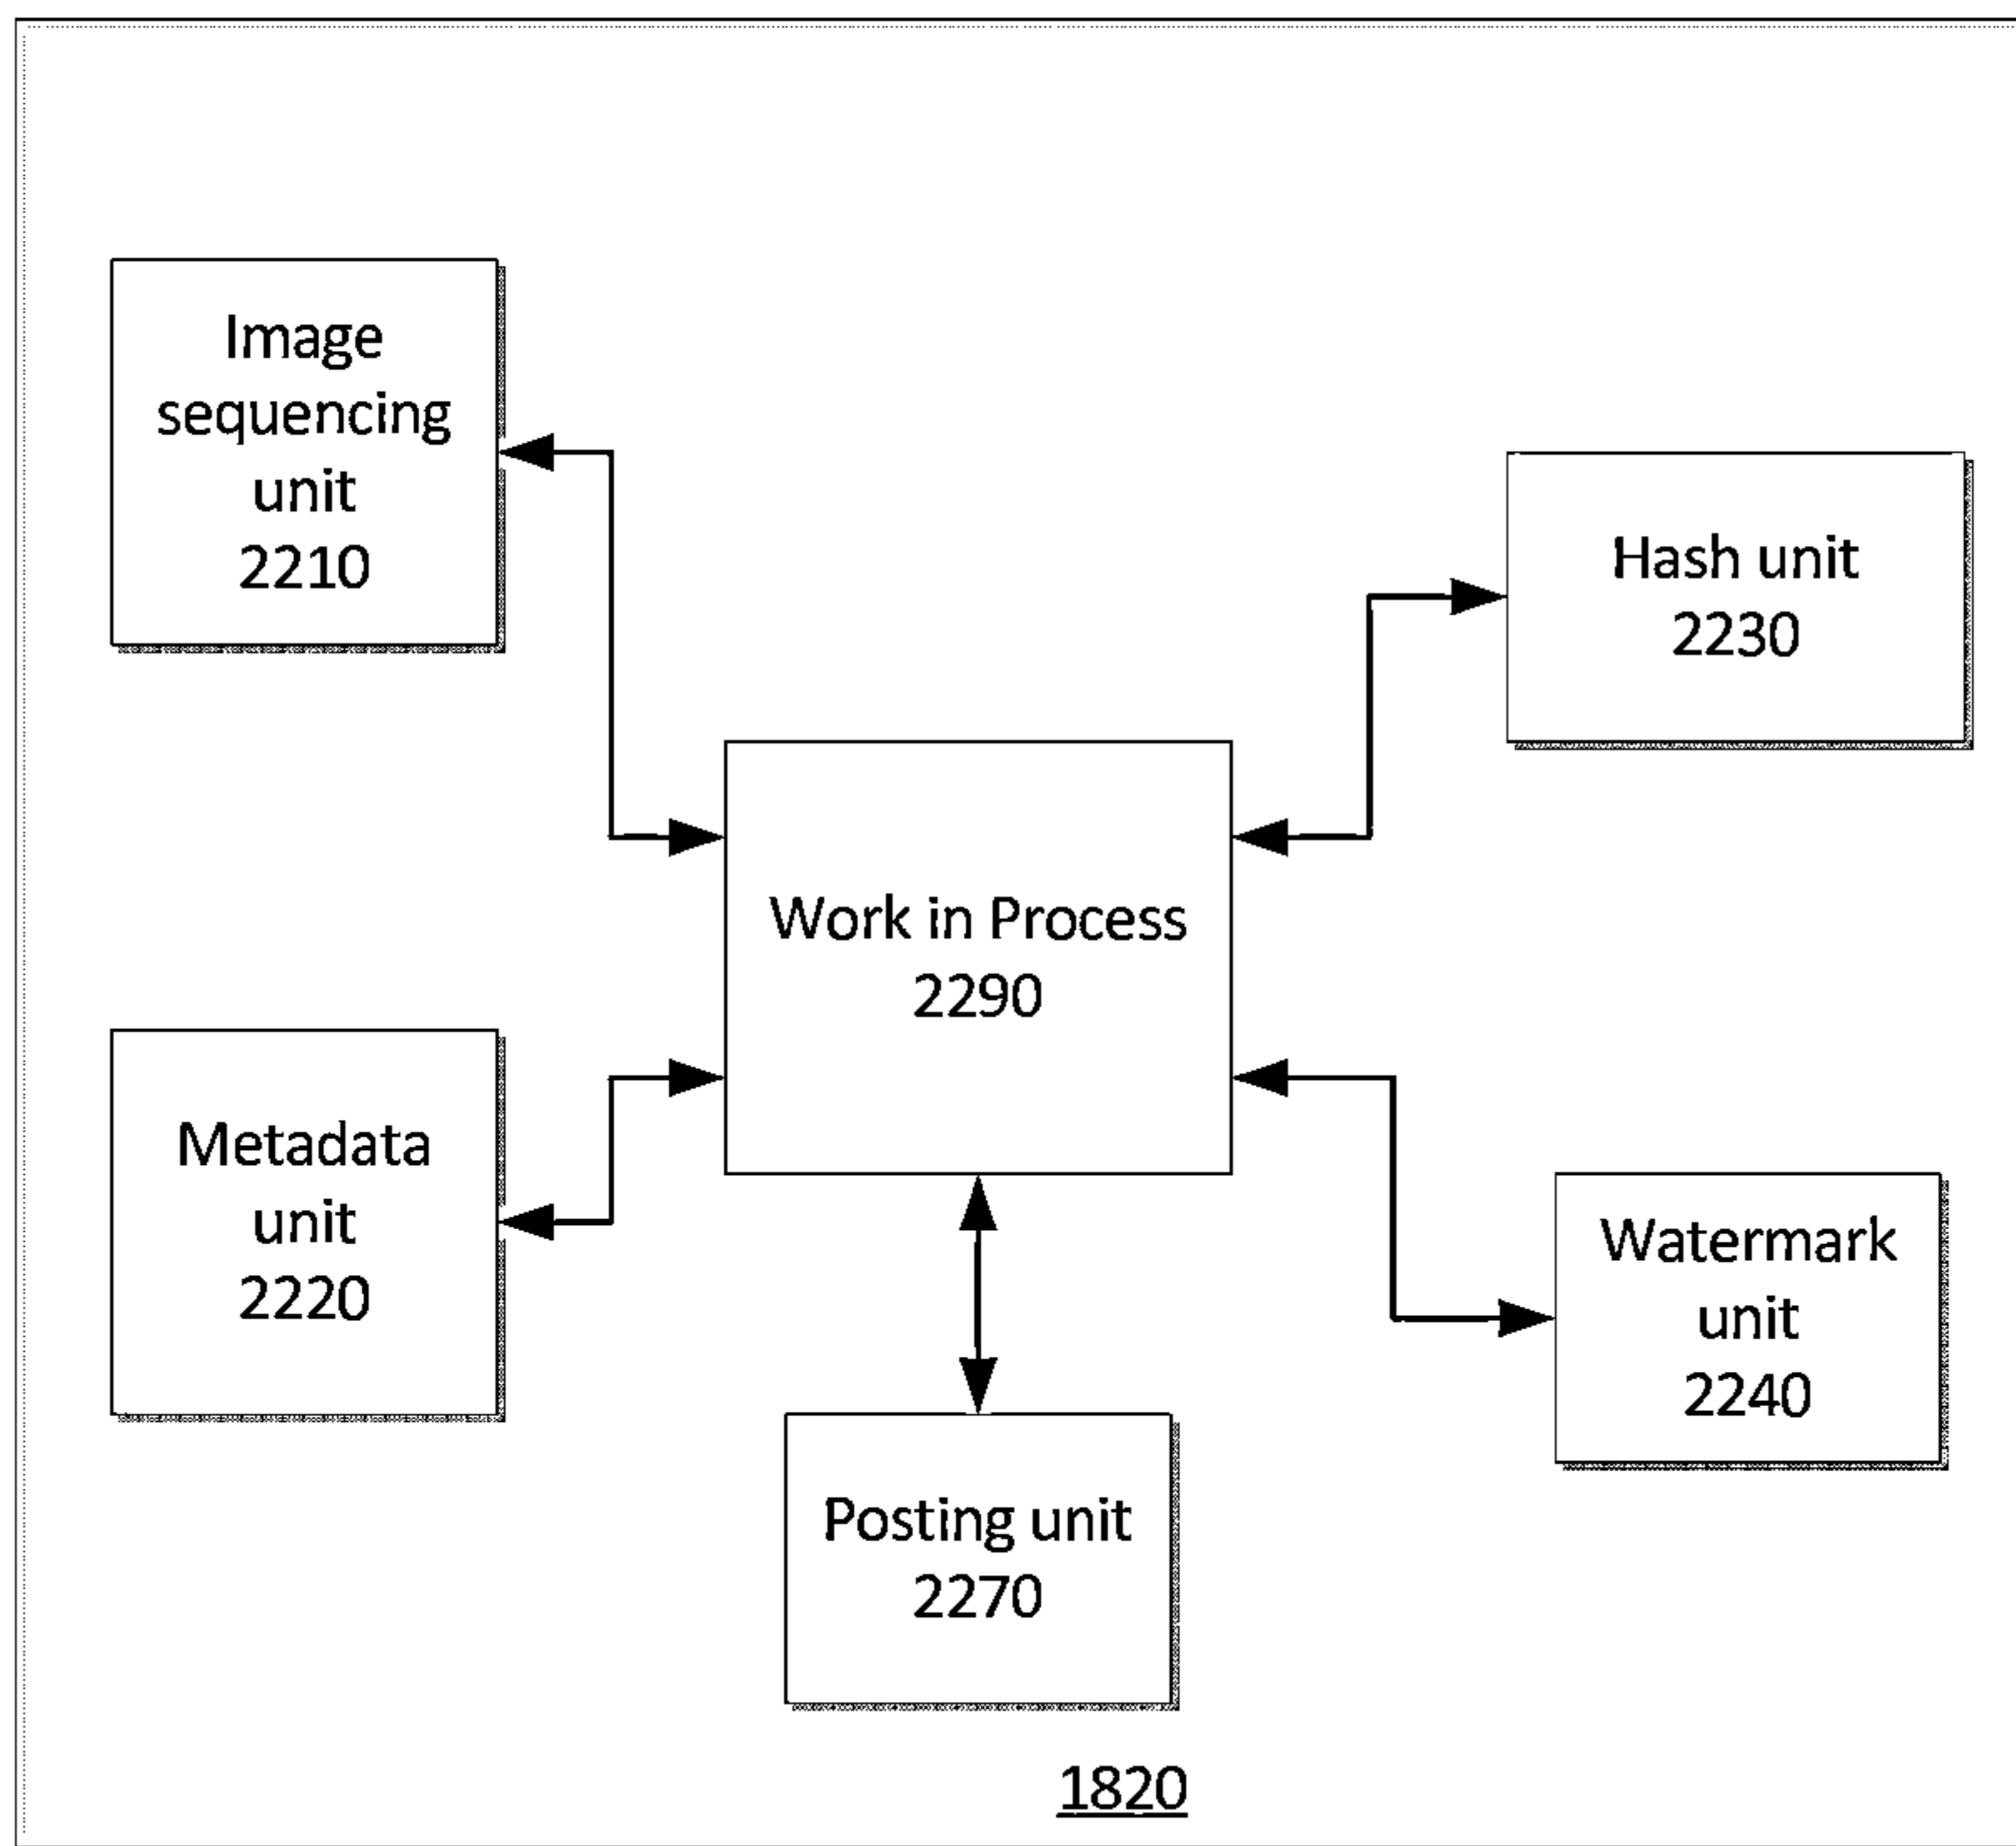 Image
sequencing
unit
2210
Hash unit
2230
Work in Process
2290
Metadata
unit
2220
Watermark
unit
2240
Posting unit
2270
1820